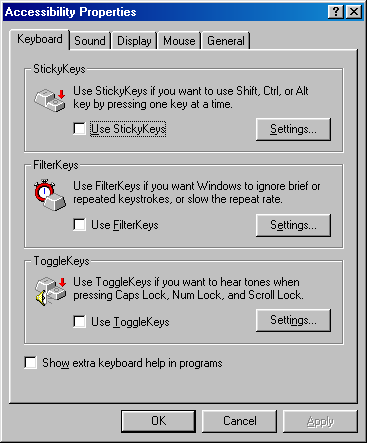 Accessibility Properties
Keyboard Sound Display Mouse General
StickyKeys
Use StickyKeys if you want to use Shift, Ctrl, or Alt
key by pressing one key at a time.
Use StickyKeys
Settings...
FilterKeys
Use FilterKeys if you want Windows to ignore brief or
repeated keystrokes, or slow the repeat rate.
Use FilterKeys
Settings...
ToggleKeys
Use ToggleKeys if you want to hear tones when
pressing Caps Lock, Num Lock, and Scroll Lock.
Use ToggleKeys
Settings...
Show extra keyboard help in programs
OK Cancel Apply